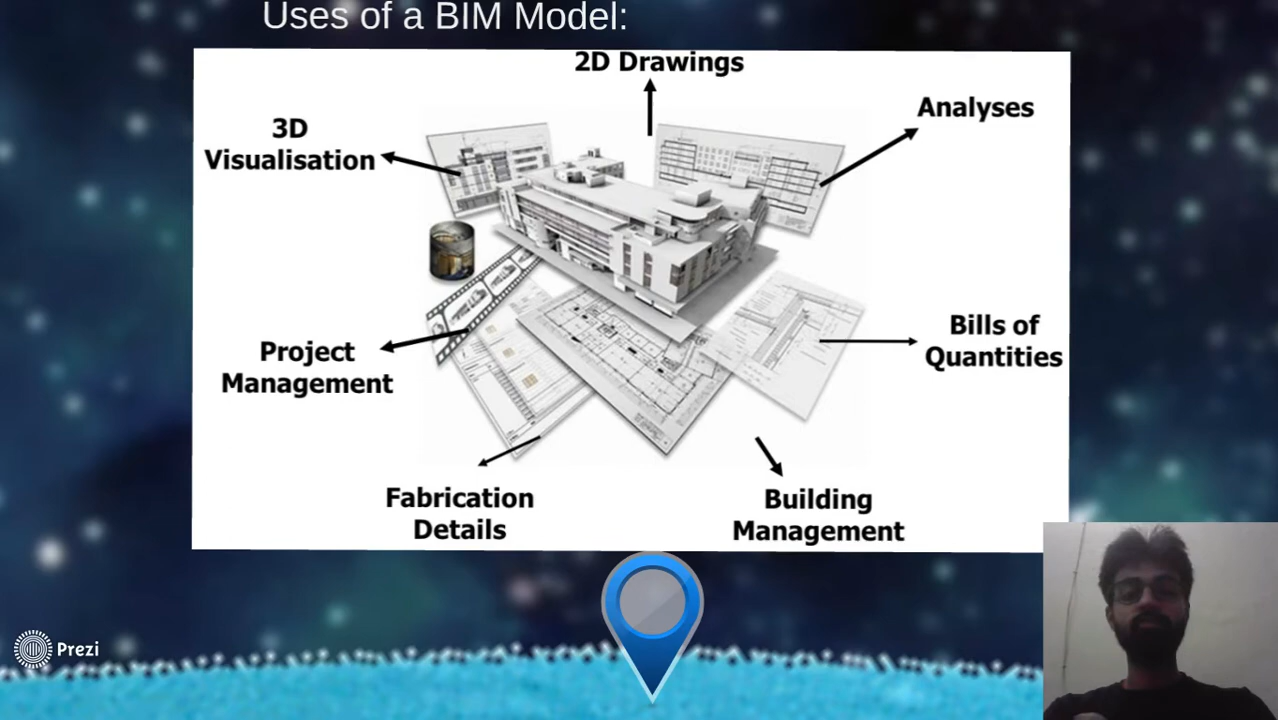 Uses of a BIM Model:
2D Drawings
Analyses
3D
Visualisation
Bills of
Quantities
Project
Management
Fabrication
Details
Building
Management
Prezi